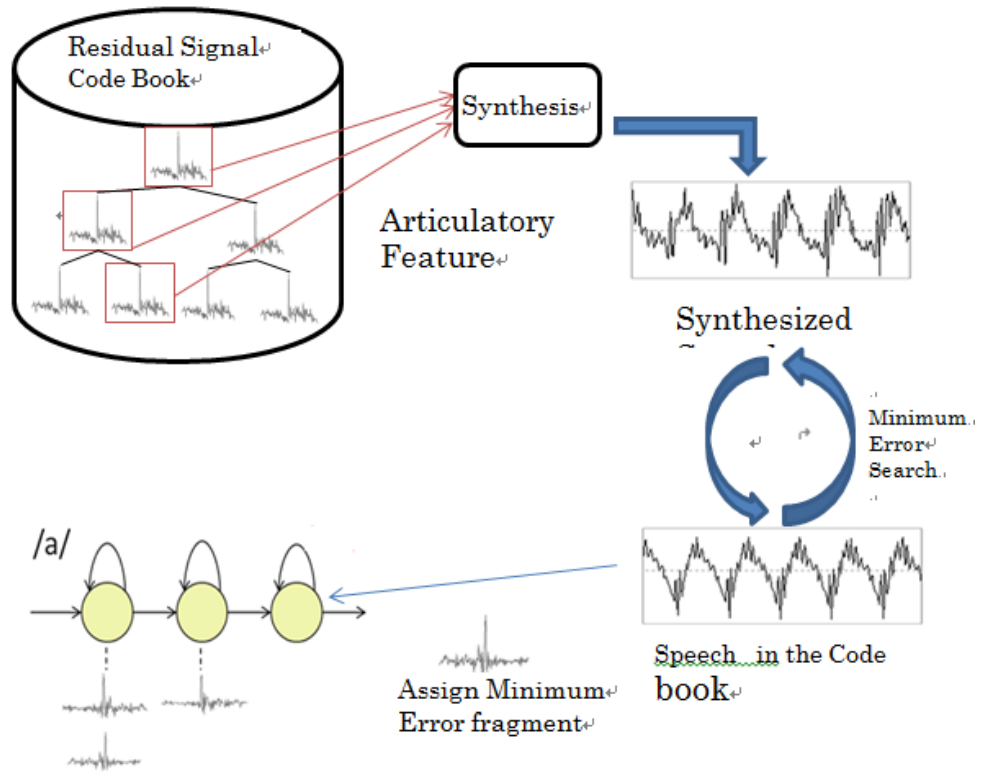 Residual Signal
Code Book
Synthesis
Articulatory
Feature
Synthesized
Minimum
Error
Search
/a/
Speech in the Code
book
Assign Minimum
Error fragment